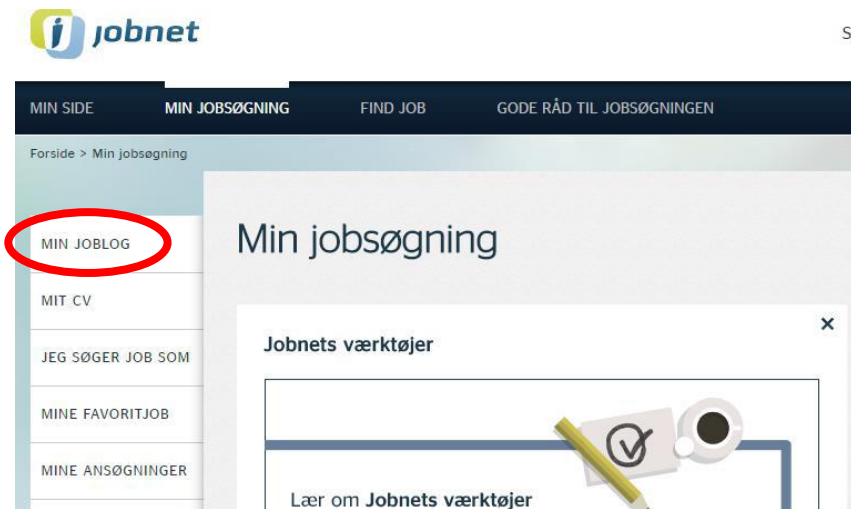 jobnet
S
MIN SIDE MIN JOBSØGNING FIND JOB GODE RÅD TIL JOBSØGNINGEN
Forside > Min jobsøgning
MIN JOBLOG
MIT CV
JEG SØGER JOB SOM
MINE FAVORITJOB
MINE ANSØGNINGER
Min jobsøgning
Jobnets værktøjer
Lær om Jobnets værktøjer